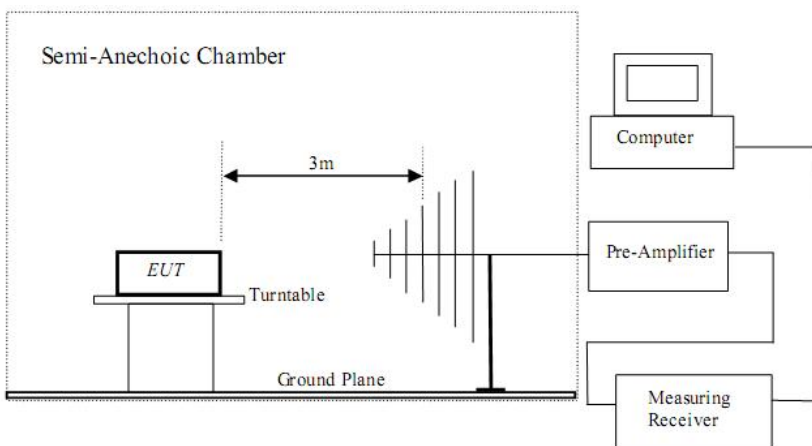 Semi-Anechoic Chamber
Computer
3m
Pre-Amplifier
EUT
Turntable
Ground Plane
Measuring
Receiver